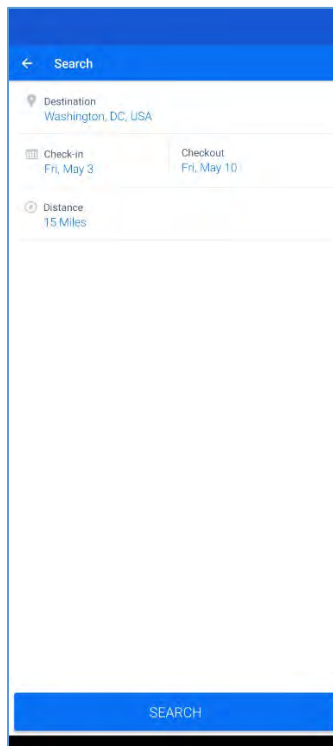 Search
Destination
Washington, DC, USA
Check-in
Fri, May 3
Checkout
Fri, May 10
Distance
15 Miles
SEARCH